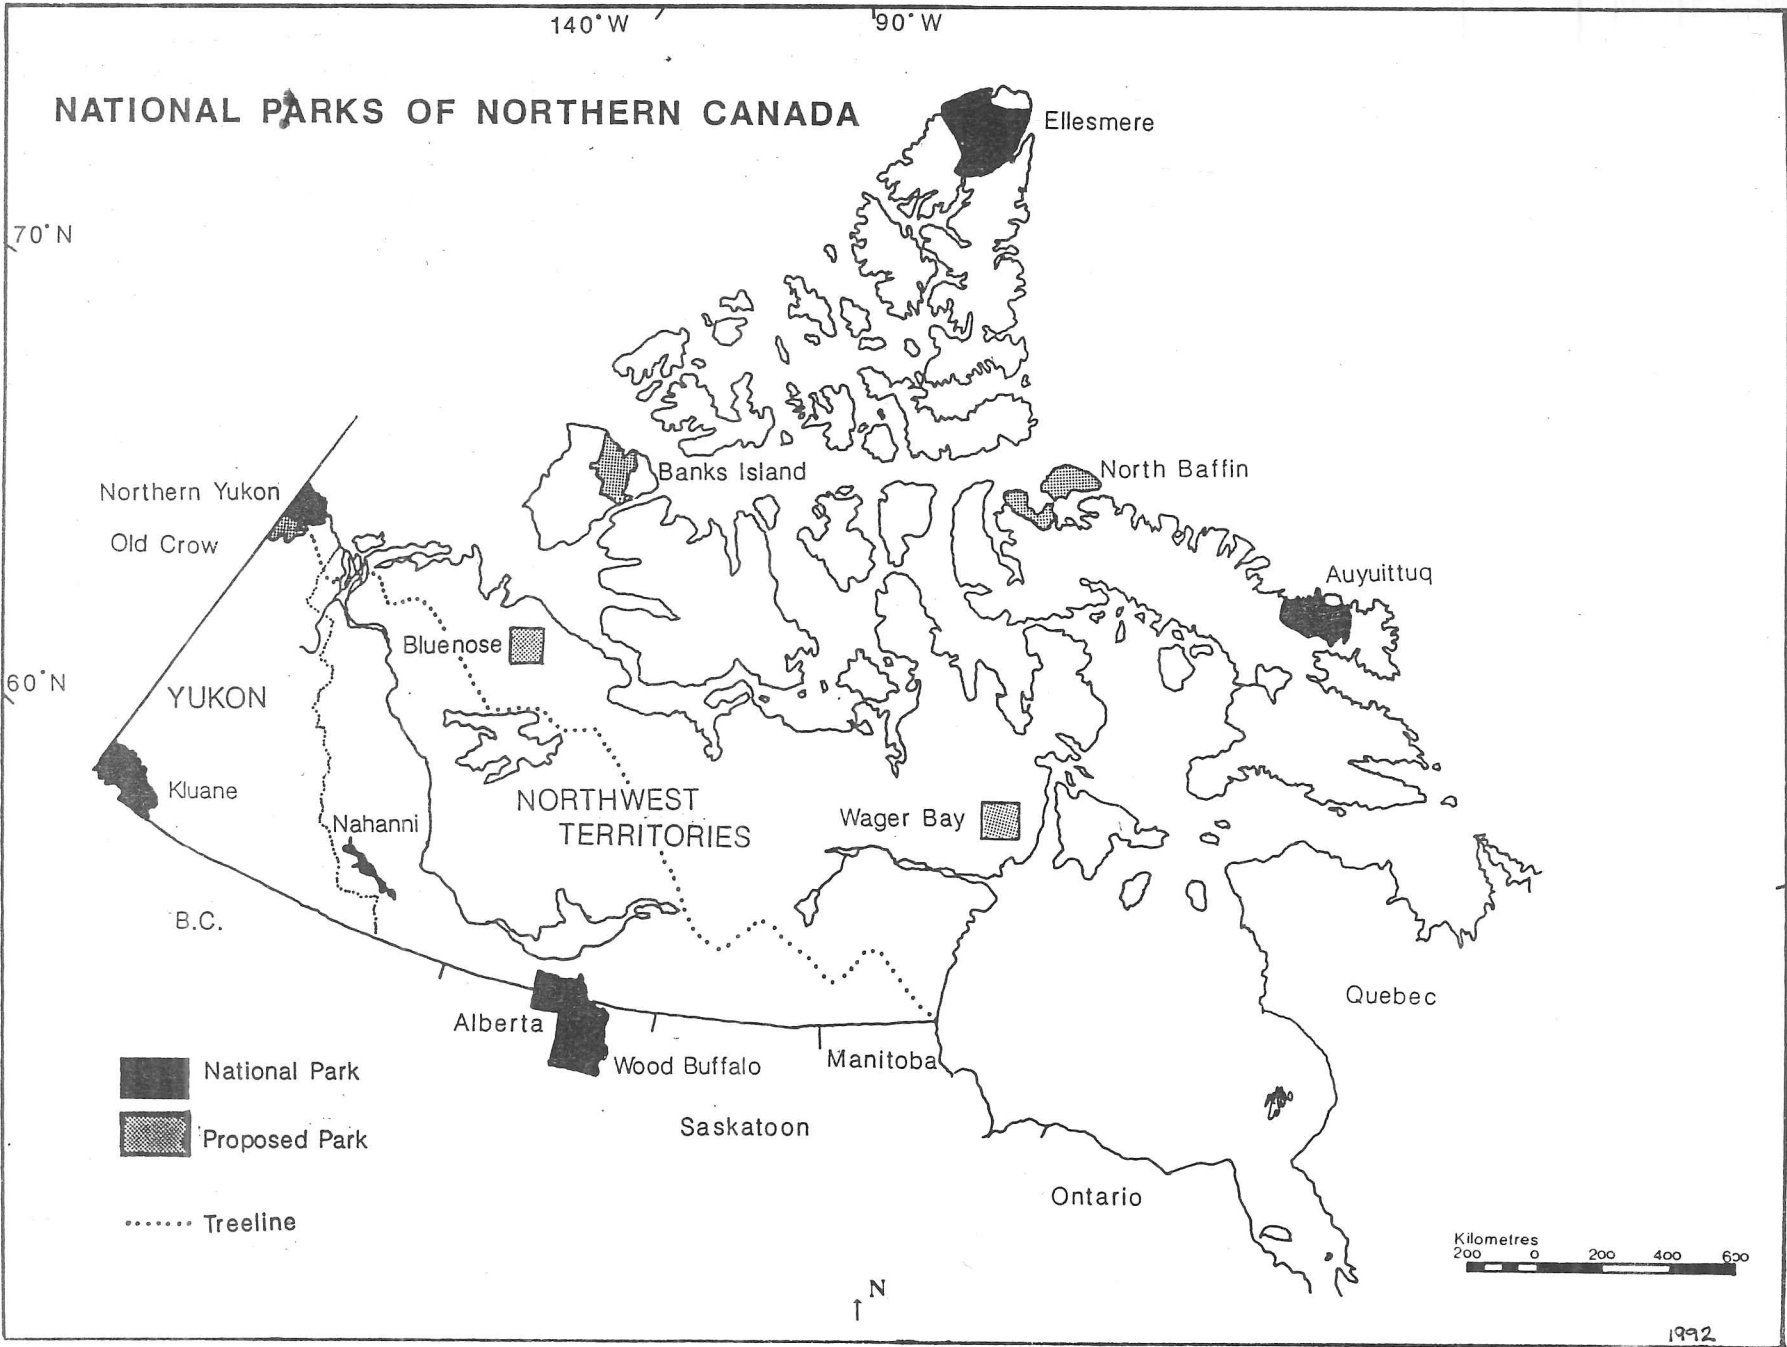 140°W
90°W
NATIONAL PARKS OF NORTHERN CANADA
Ellesmere
70°N
Banks Island
North Baffin
Northern Yukon
Old Crow
Auyuittuq
Bluenose
60°N
YUKON
Kluane
NORTHWEST
TERRITORIES
Wager Bay
Nahanni
B.C.
Quebec
Alberta
Wood Buffalo
Manitoba
National Park
Saskatoon
Proposed Park
Ontario
Treeline
Kilometres
200 0 200 400 600
N
1992